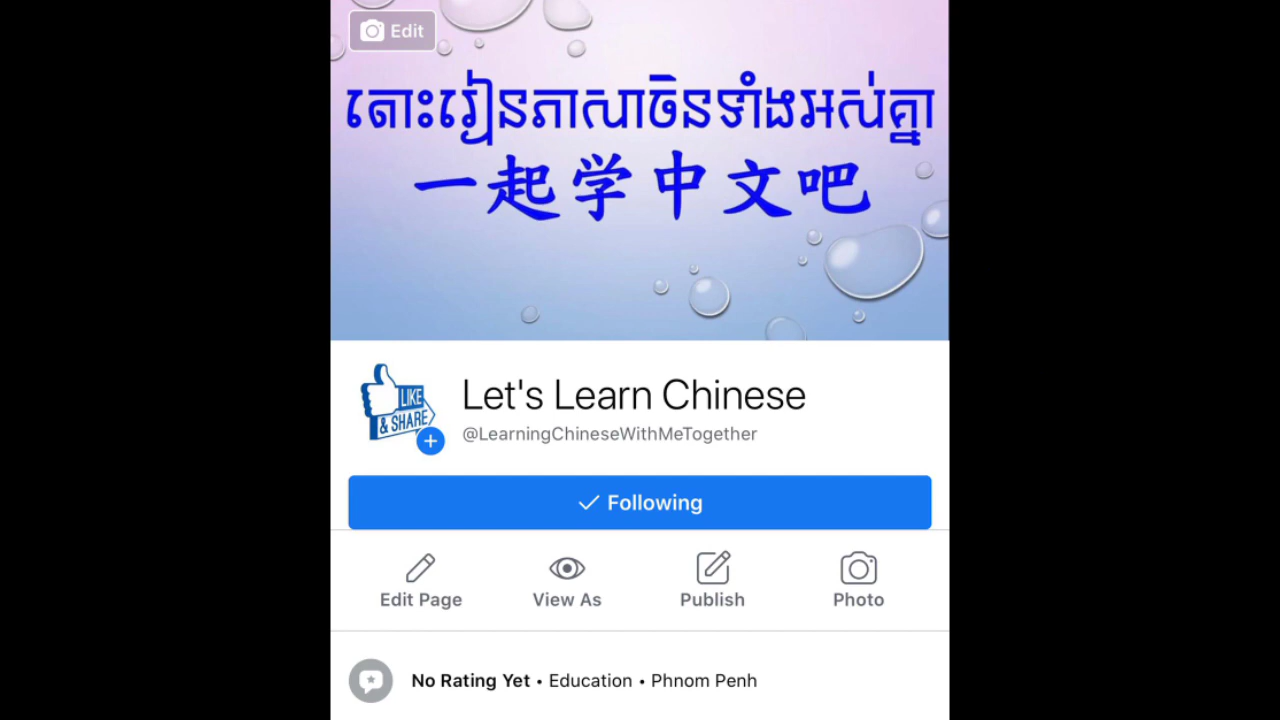 Edit
តោះរៀនភាសាចិនទាំងអស់គ្នា
一起学中文吧
LIKE
& SHARE
Let's Learn Chinese
@LearningChineseWithMeTogether
Following
Edit Page
View As
Publish
Photo
No Rating Yet • Education • Phnom Penh